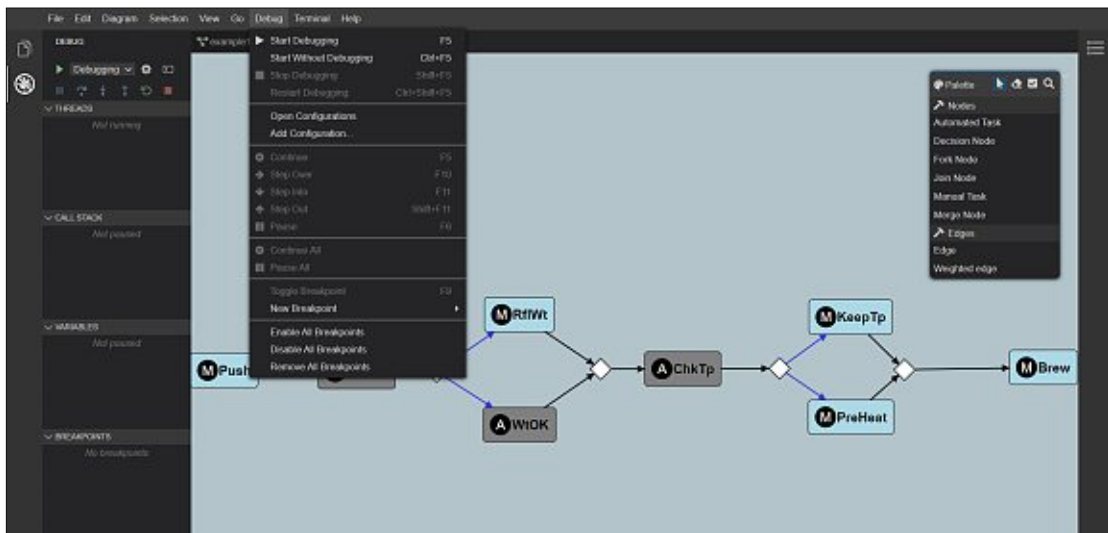 File Edit Diagram Selection View Go Debug Terminal Help
DEBUG
example1
Debugging
THREADS
Not running
CALL STACK
Not paused
VARIABLES
Not paused
BREAKPOINTS
No breakpoints
Start Debugging F5
Start Without Debugging Ctrl+F5
Stop Debugging Shift+F5
Restart Debugging Ctrl+Shift+F5
Open Configurations
Add Configuration...
Continue F5
Step Over F10
Step Into F11
Step Out Shift+F11
Pause F6
Continue All
Pause All
Toggle Breakpoint F9
New Breakpoint
Enable All Breakpoints
Disable All Breakpoints
Remove All Breakpoints
Palette
Nodes
Automated Task
Decision Node
Fork Node
Join Node
Manual Task
Merge Node
Edges
Edge
Weighted edge
M Push
M RflWt
A WtOK
A ChkTp
M KeepTp
M PreHeat
M Brew